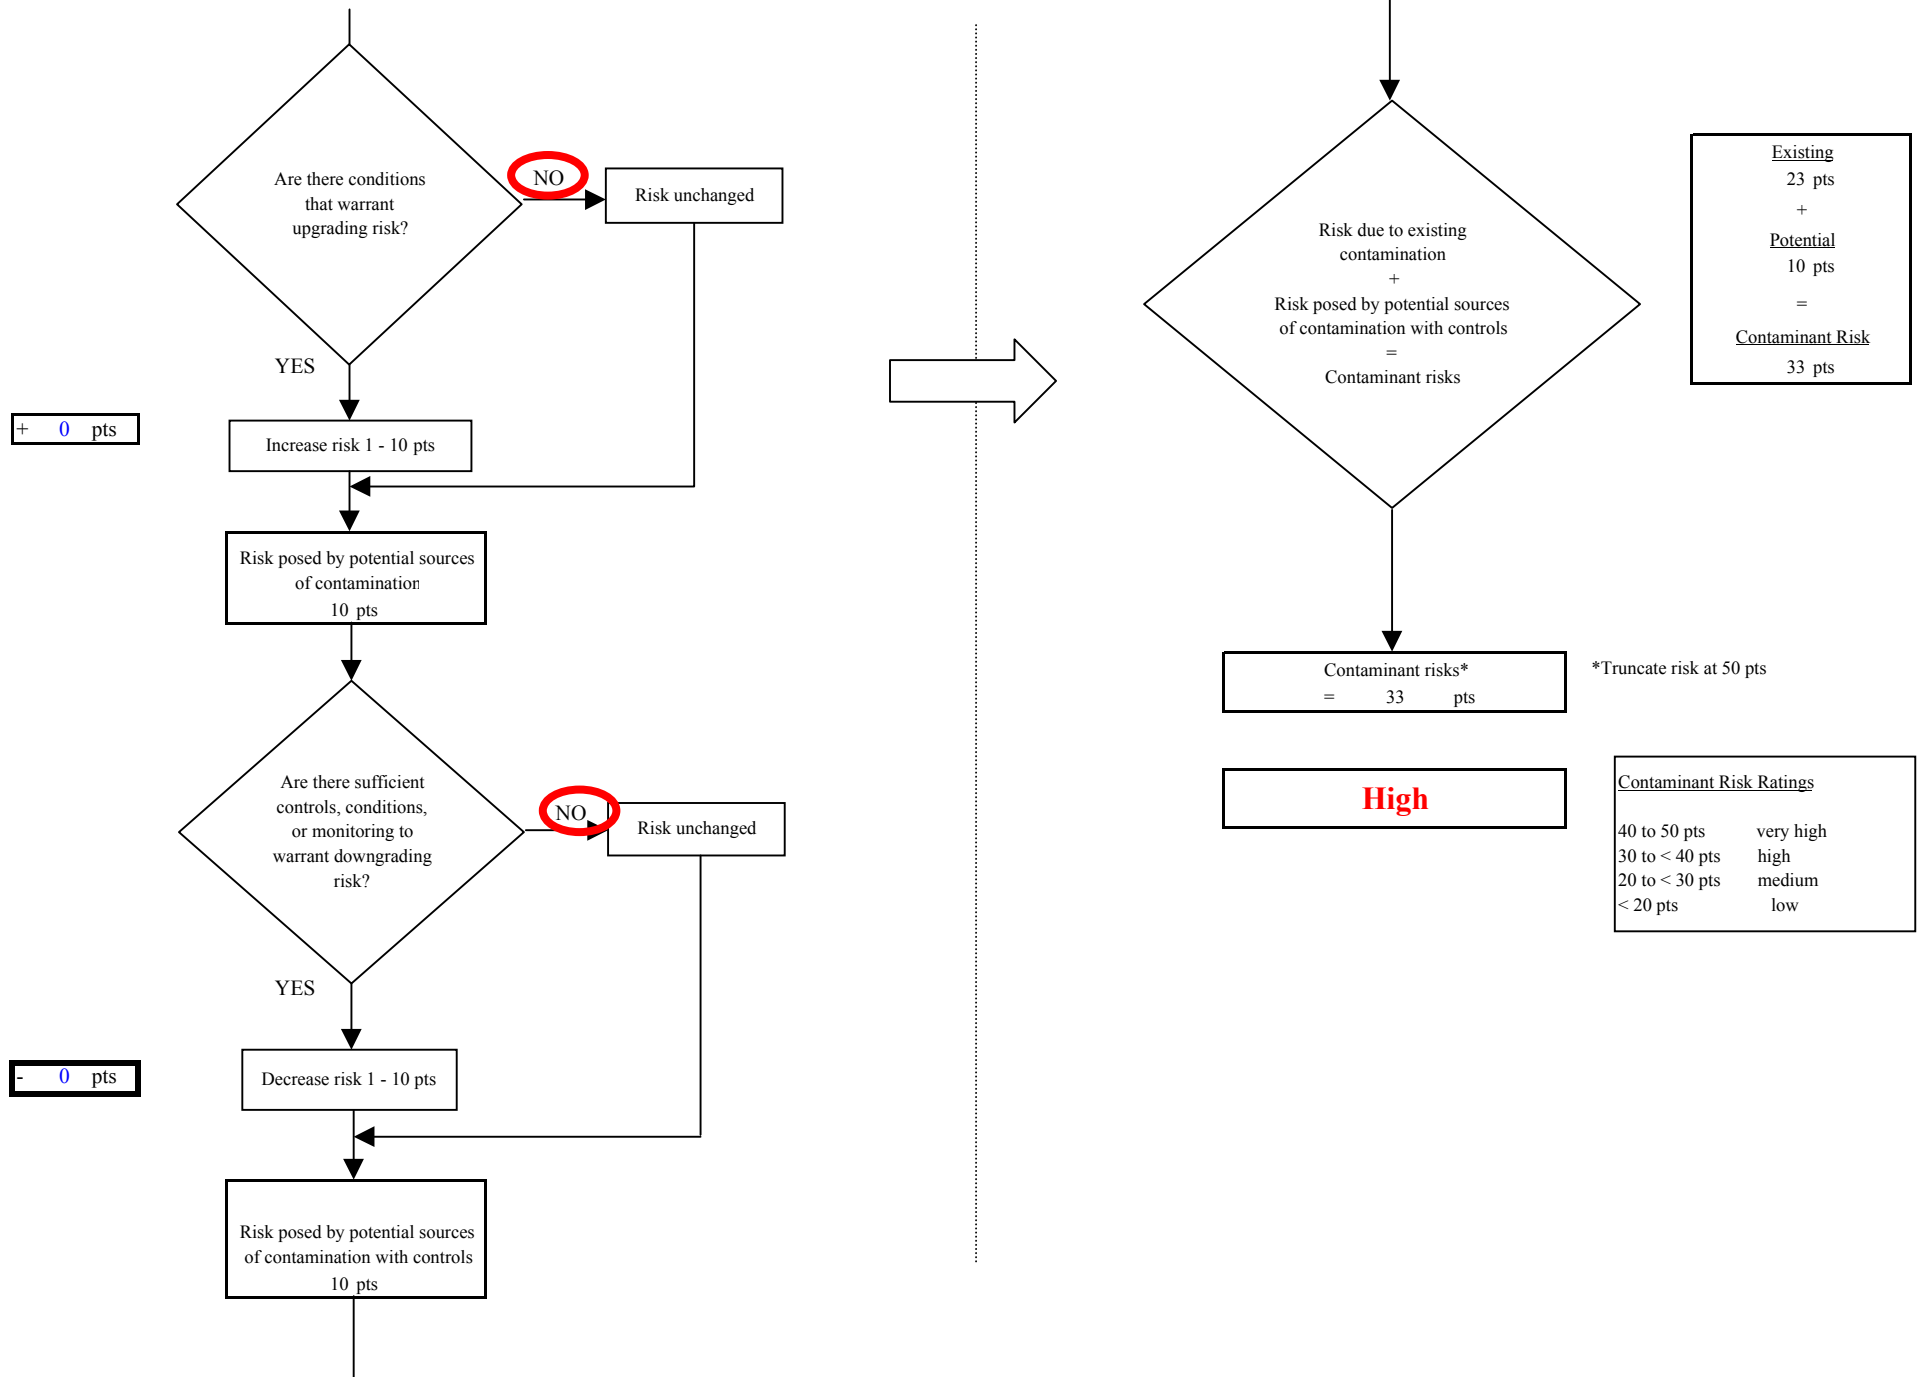 Are there conditions
that warrant
upgrading risk?
NO
Risk unchanged
YES
+ 0 pts
Increase risk 1 - 10 pts
Risk posed by potential sources
of contamination
10 pts
Are there sufficient
controls, conditions,
or monitoring to
warrant downgrading
risk?
NO
Risk unchanged
YES
- 0 pts
Decrease risk 1 - 10 pts
Risk posed by potential sources
of contamination with controls
10 pts
Risk due to existing
contamination
+
Risk posed by potential sources
of contamination with controls
=
Contaminant risks
Existing
23 pts
+
Potential
10 pts
=
Contaminant Risk
33 pts
Contaminant risks*
= 33 pts
*Truncate risk at 50 pts
High
Contaminant Risk Ratings
40 to 50 pts very high
30 to < 40 pts high
20 to < 30 pts medium
< 20 pts low